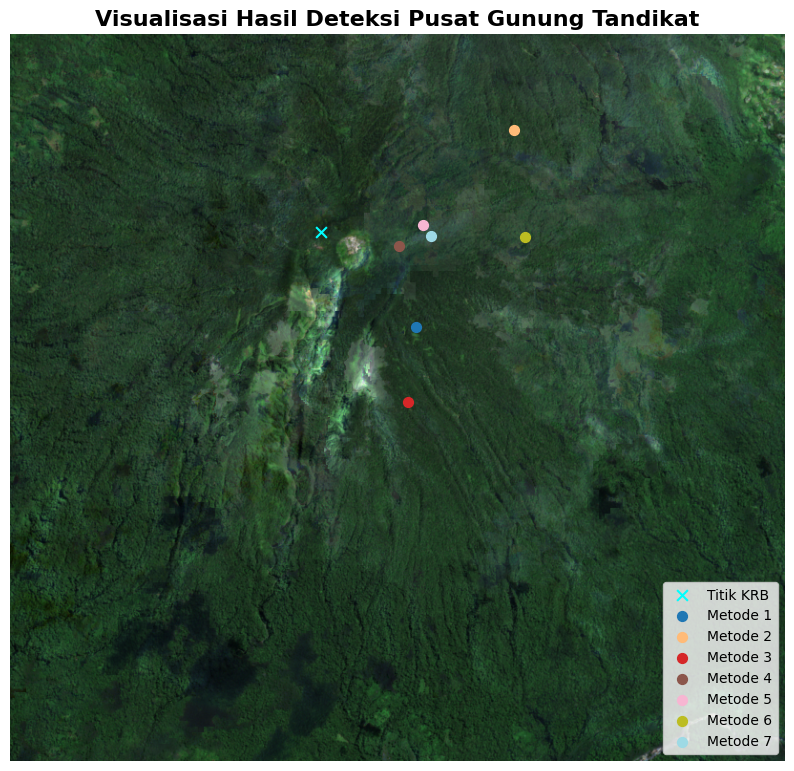 Visualisasi Hasil Deteksi Pusat Gunung Tandikat
Titik KRB
Metode 1
Metode 2
Metode 3
Metode 4
Metode 5
Metode 6
Metode 7